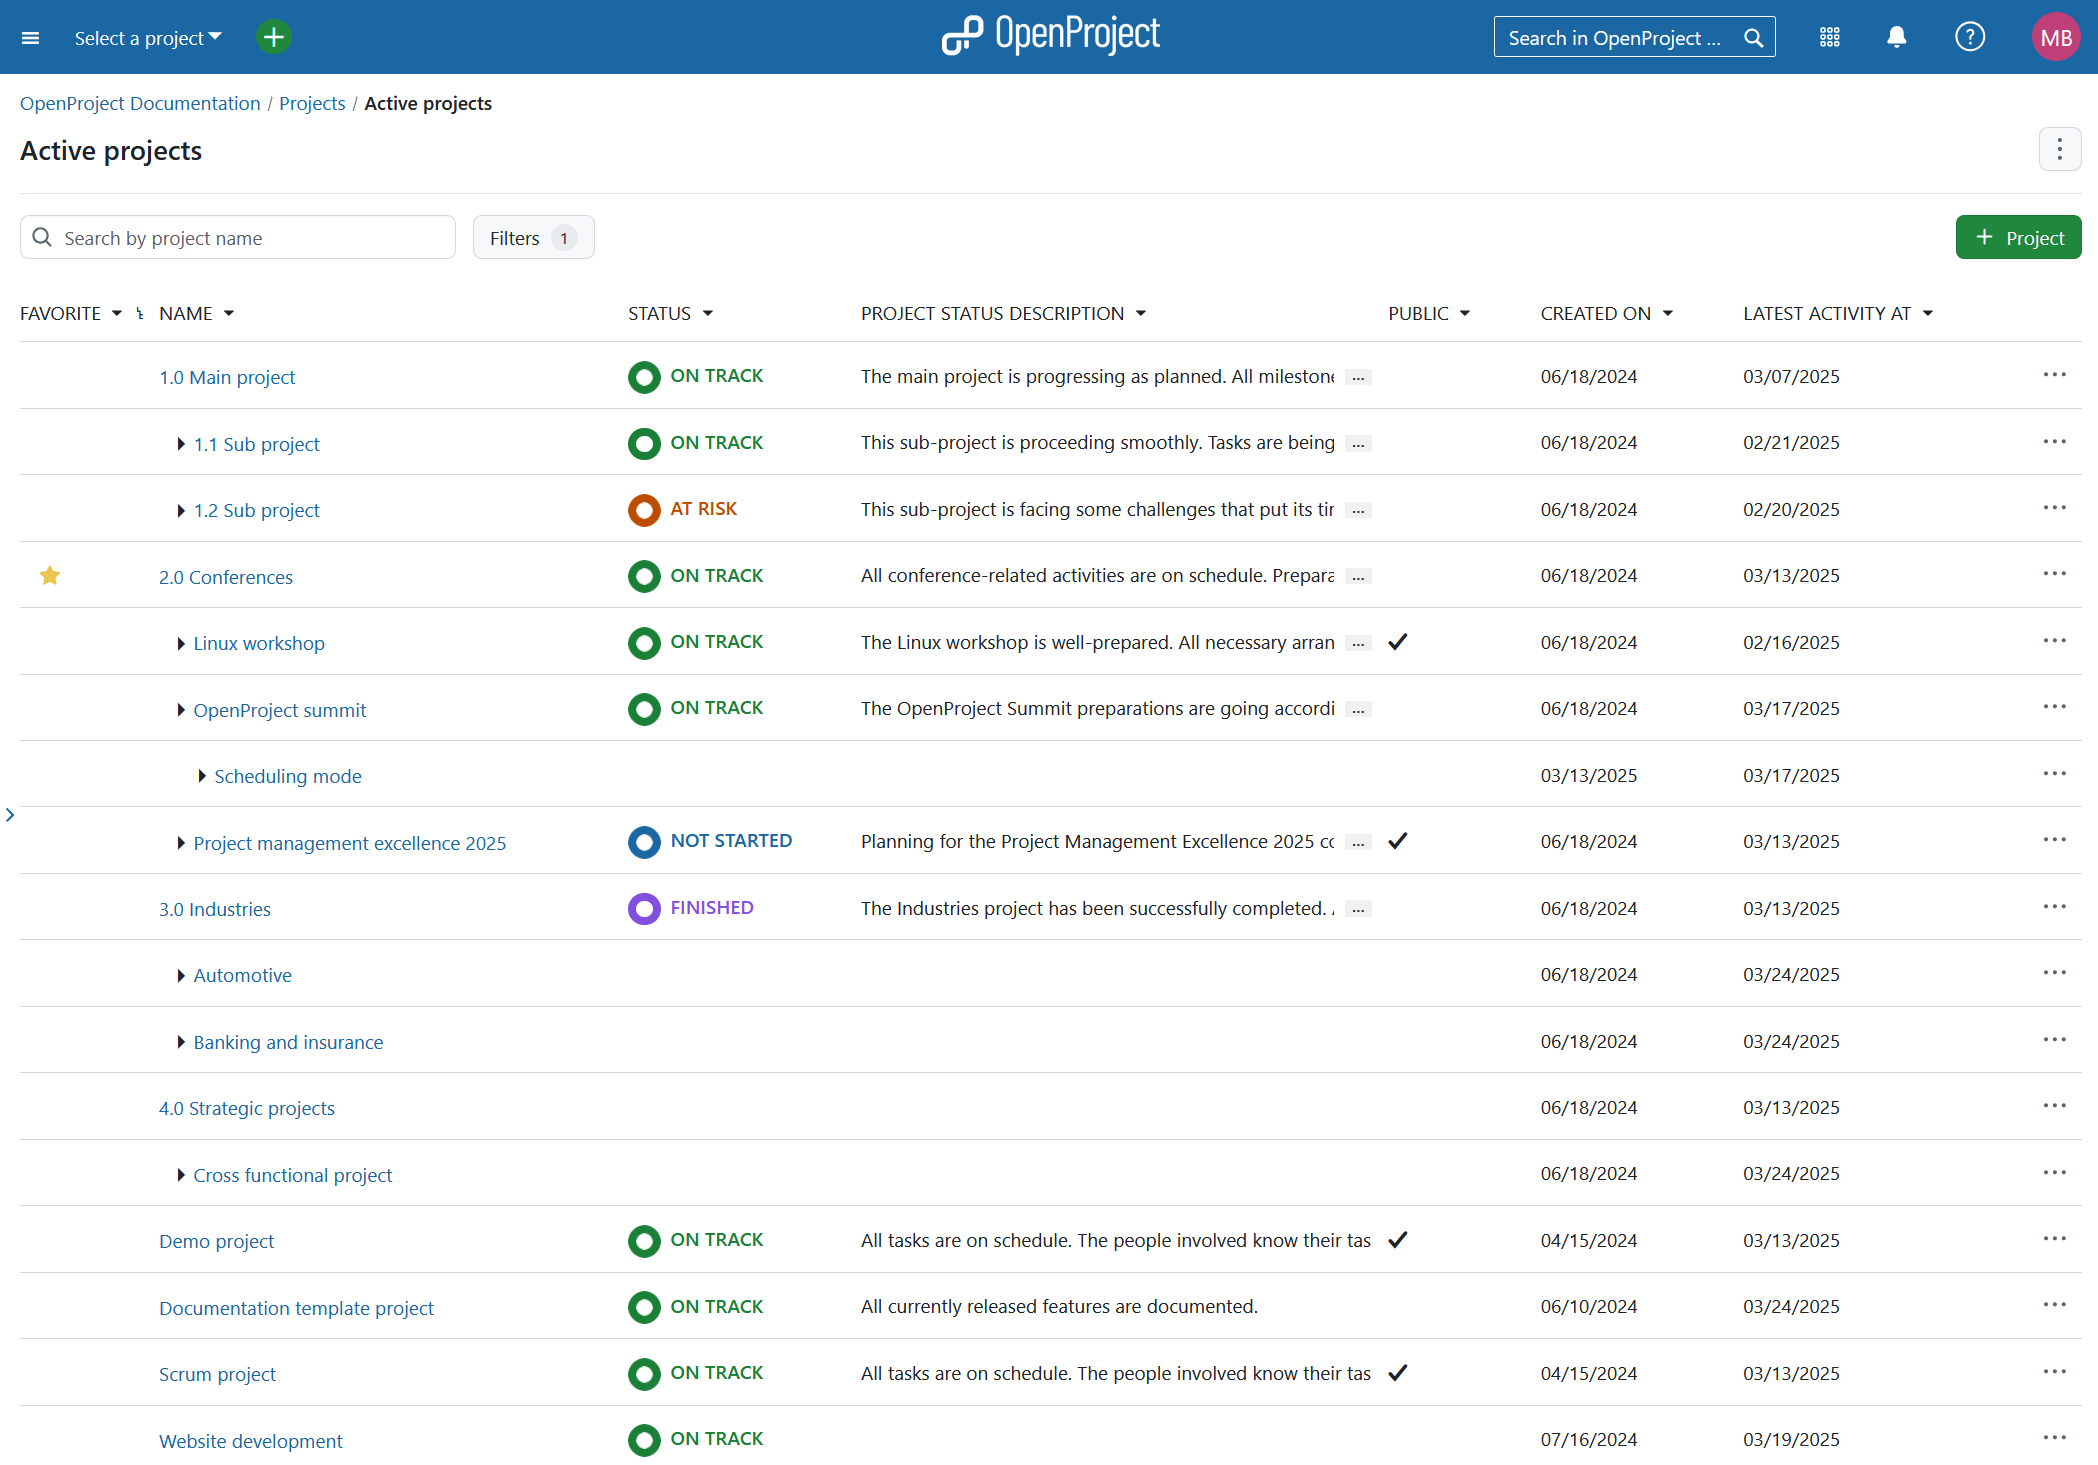 Select a project
OpenProject
Search in OpenProject ...
MB
OpenProject Documentation / Projects / Active projects
Active projects
Search by project name
Filters 1
+ Project
FAVORITE NAME STATUS PROJECT STATUS DESCRIPTION PUBLIC CREATED ON LATEST ACTIVITY AT
1.0 Main project ON TRACK The main project is progressing as planned. All milestone ... 06/18/2024 03/07/2025
1.1 Sub project ON TRACK This sub-project is proceeding smoothly. Tasks are being ... 06/18/2024 02/21/2025
1.2 Sub project AT RISK This sub-project is facing some challenges that put its tir ... 06/18/2024 02/20/2025
2.0 Conferences ON TRACK All conference-related activities are on schedule. Prepara ... 06/18/2024 03/13/2025
Linux workshop ON TRACK The Linux workshop is well-prepared. All necessary arran ... 06/18/2024 02/16/2025
OpenProject summit ON TRACK The OpenProject Summit preparations are going accordi ... 06/18/2024 03/17/2025
Scheduling mode 03/13/2025 03/17/2025
Project management excellence 2025 NOT STARTED Planning for the Project Management Excellence 2025 co ... 06/18/2024 03/13/2025
3.0 Industries FINISHED The Industries project has been successfully completed. ... 06/18/2024 03/13/2025
Automotive 06/18/2024 03/24/2025
Banking and insurance 06/18/2024 03/24/2025
4.0 Strategic projects 06/18/2024 03/13/2025
Cross functional project 06/18/2024 03/24/2025
Demo project ON TRACK All tasks are on schedule. The people involved know their tas 04/15/2024 03/13/2025
Documentation template project ON TRACK All currently released features are documented. 06/10/2024 03/24/2025
Scrum project ON TRACK All tasks are on schedule. The people involved know their tas 04/15/2024 03/13/2025
Website development ON TRACK 07/16/2024 03/19/2025